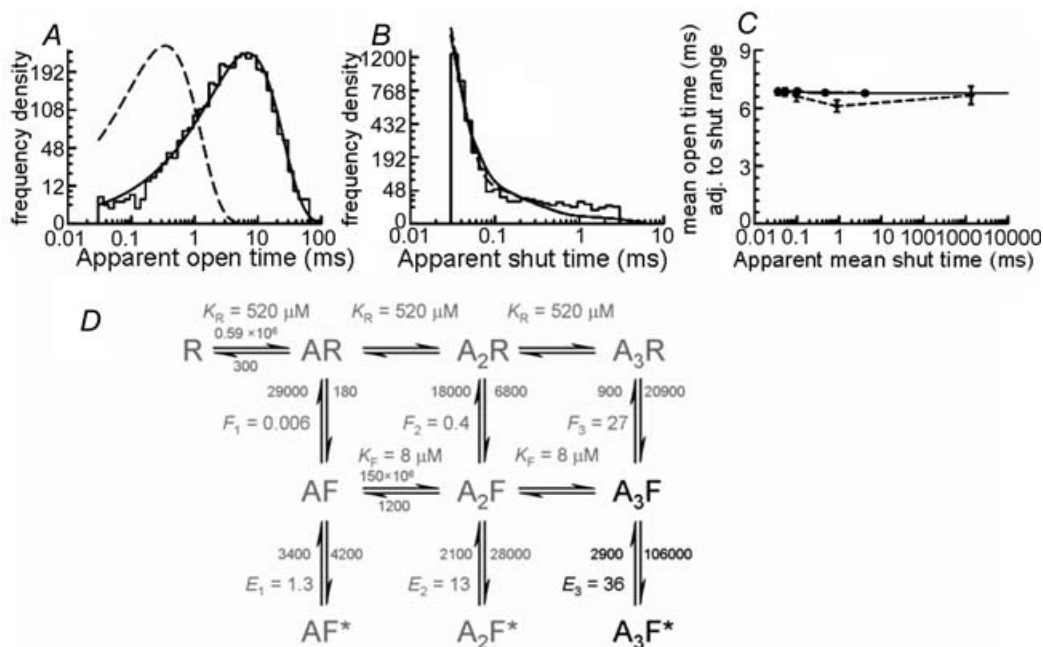 A
frequency density
192
108
48
12
0
0.01 0.1 1 10 100
Apparent open time (ms)
B
frequency density
1200
768
432
192
48
0
0.01 0.1 1 10
Apparent shut time (ms)
C
mean open time (ms)
adj. to shut range
9
6
3
0
0.01 0.1 1 10 100100010000
Apparent mean shut time (ms)
D
K_R = 520 μM K_R = 520 μM K_R = 520 μM
0.59 ×10⁶
R AR A₂R A₃R
300
29000 180 18000 6800 900 20900
F₁ = 0.006 F₂ = 0.4 F₃ = 27
K_F = 8 μM K_F = 8 μM
150×10⁶
AF A₂F A₃F
1200
3400 4200 2100 28000 2900 106000
E₁ = 1.3 E₂ = 13 E₃ = 36
AF* A₂F* A₃F*